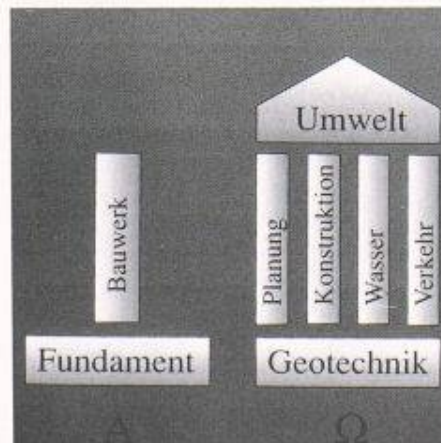 Umwelt
Bauwerk
Planung
Konstruktion
Wasser
Verkehr
Fundament
Geotechnik
A
Ω